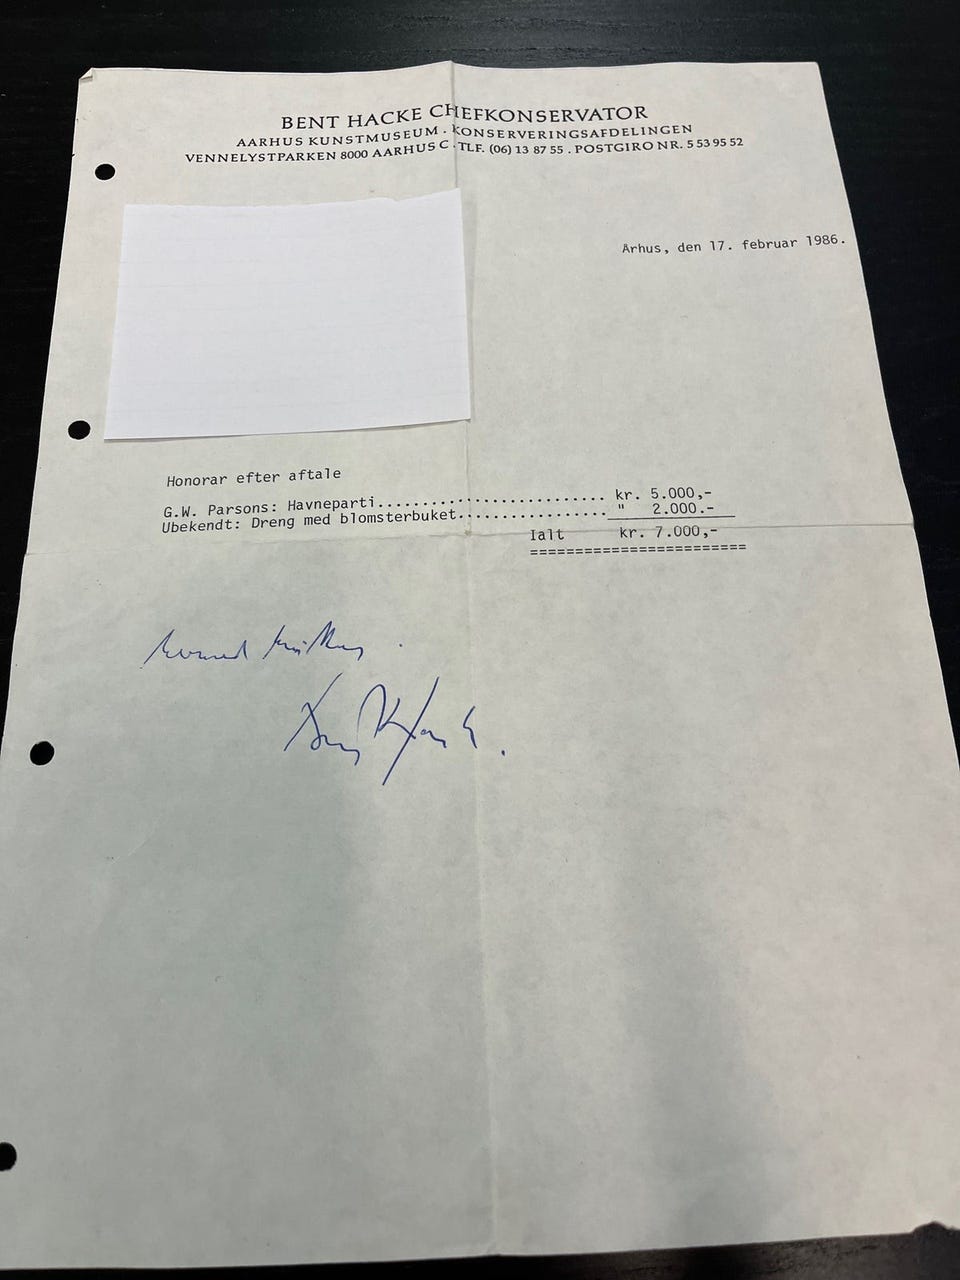 BENT HACKE CHEFKONSERVATOR
AARHUS KUNSTMUSEUM · KONSERVERINGSAFDELINGEN
VENNELYSTPARKEN 8000 AARHUS C · TLF. (06) 13 87 55 . POSTGIRO NR. 5 53 95 52
Arhus, den 17. februar 1986.
Honorar efter aftale
G.W. Parsons: Havneparti.......................... kr. 5.000,-
Ubekendt: Dreng med blomsterbuket................. " 2.000.-
Ialt kr. 7.000,-
========================